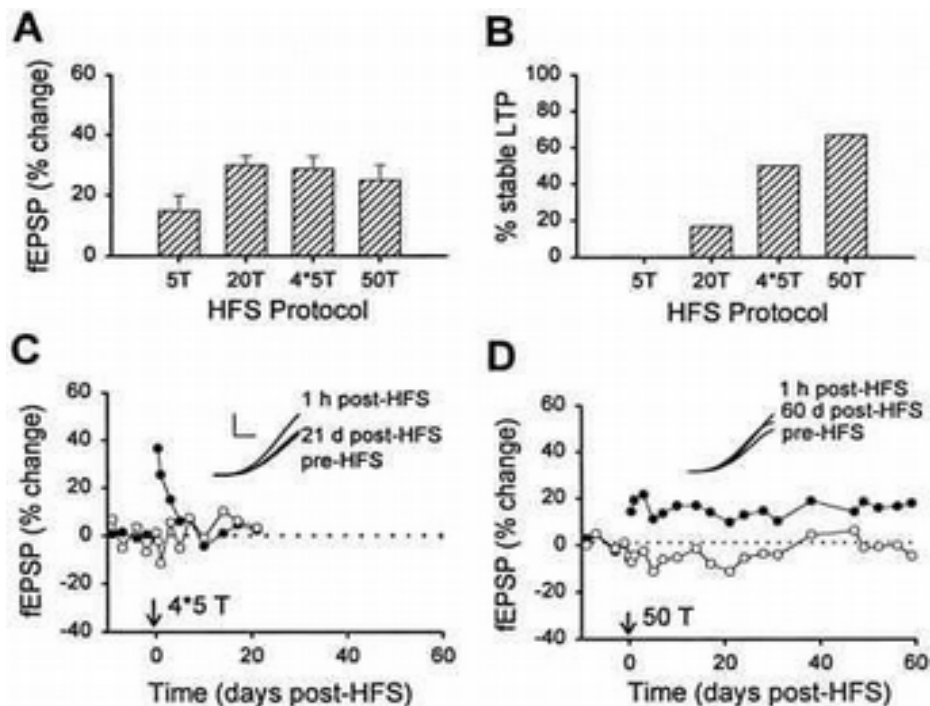 A
fEPSP (% change)
60
40
20
0
5T 20T 4*5T 50T
HFS Protocol
B
% stable LTP
100
80
60
40
20
0
5T 20T 4*5T 50T
HFS Protocol
C
fEPSP (% change)
60
40
20
0
-20
-40
1 h post-HFS
21 d post-HFS
pre-HFS
4*5 T
0 20 40 60
Time (days post-HFS)
D
fEPSP (% change)
60
40
20
0
-20
-40
1 h post-HFS
60 d post-HFS
pre-HFS
50 T
0 20 40 60
Time (days post-HFS)